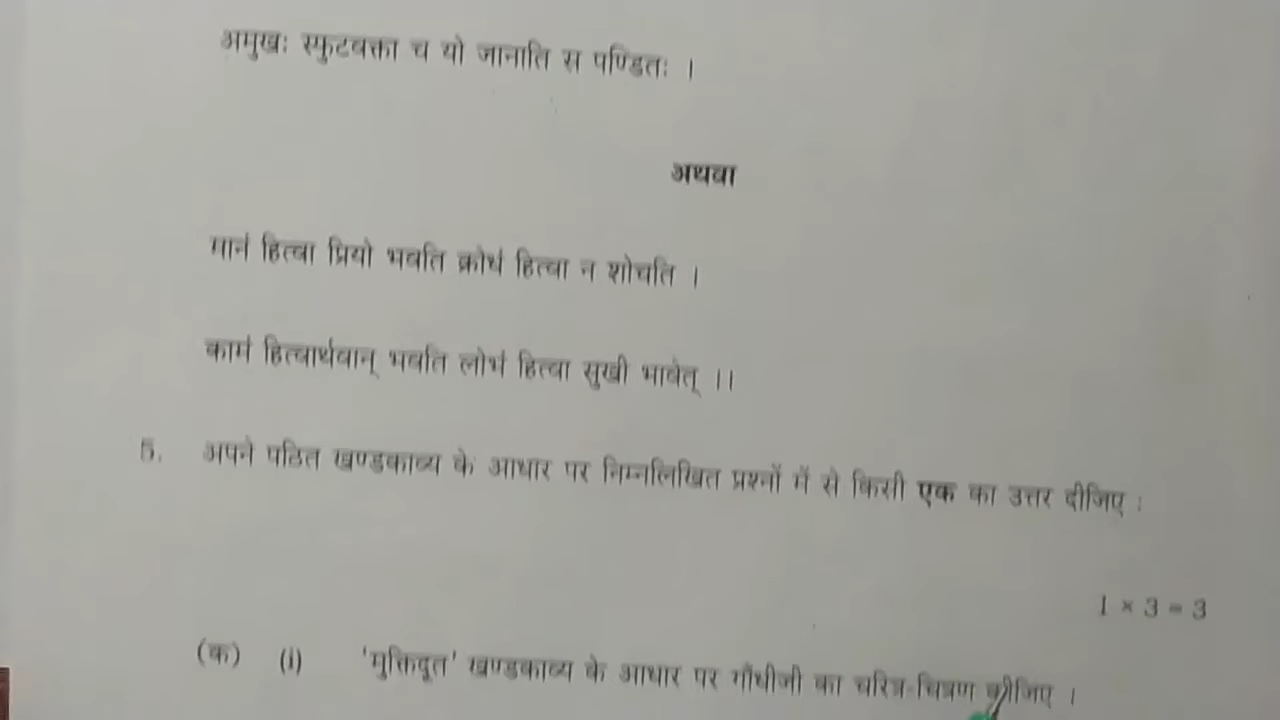 अमुखः स्फुटवक्ता च यो जानाति स पण्डितः ।
अथवा
मानं हित्वा प्रियो भवति क्रोधं हित्वा न शोचति ।
कामं हित्वार्थवान् भवति लोभं हित्वा सुखी भावेत् ।।
5. अपने पठित खण्डकाव्य के आधार पर निम्नलिखित प्रश्नों में से किसी एक का उत्तर दीजिए :
1 × 3 = 3
(क) (i) 'मुक्तिदूत' खण्डकाव्य के आधार पर गाँधीजी का चरित्र-चित्रण कीजिए ।